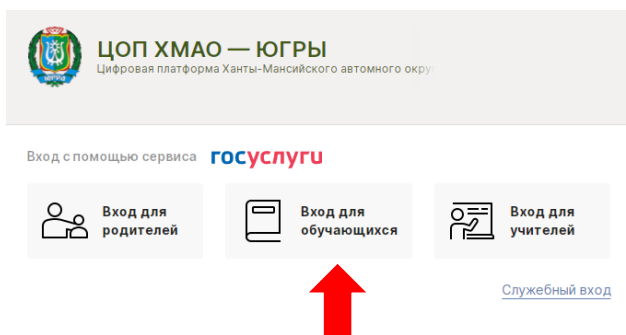 ЦОП ХМАО — ЮГРЫ
Цифровая платформа Ханты-Мансийского автомного окру
Вход с помощью сервиса госуслуги
Вход для
родителей
Вход для
обучающихся
Вход для
учителей
Служебный вход